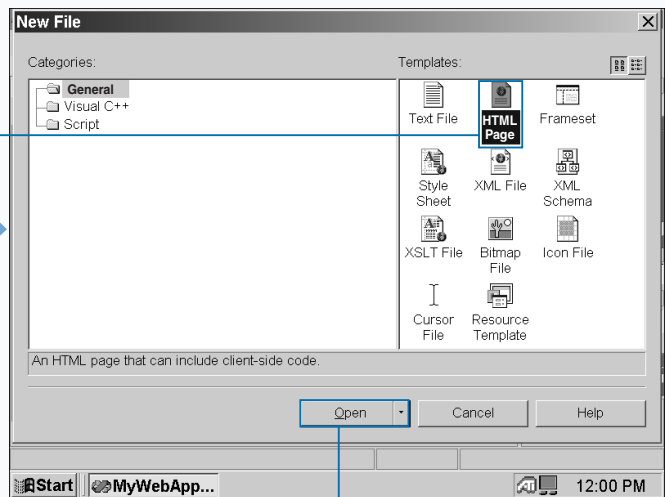 New File
Categories:
Templates:
General
Visual C++
Script
Text File
HTML
Page
Frameset
Style
Sheet
XML File
XML
Schema
XSLT File
Bitmap
File
Icon File
Cursor
File
Resource
Template
An HTML page that can include client-side code.
Open
Cancel
Help
Start
MyWebApp...
12:00 PM